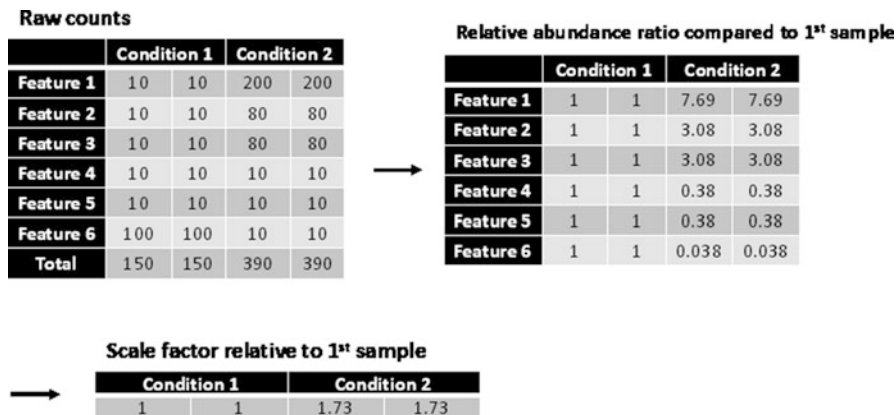 Raw counts
Condition 1 Condition 2
Feature 1 10 10 200 200
Feature 2 10 10 80 80
Feature 3 10 10 80 80
Feature 4 10 10 10 10
Feature 5 10 10 10 10
Feature 6 100 100 10 10
Total 150 150 390 390
Relative abundance ratio compared to 1st sample
Condition 1 Condition 2
Feature 1 1 1 7.69 7.69
Feature 2 1 1 3.08 3.08
Feature 3 1 1 3.08 3.08
Feature 4 1 1 0.38 0.38
Feature 5 1 1 0.38 0.38
Feature 6 1 1 0.038 0.038
Scale factor relative to 1st sample
Condition 1 Condition 2
1 1 1.73 1.73